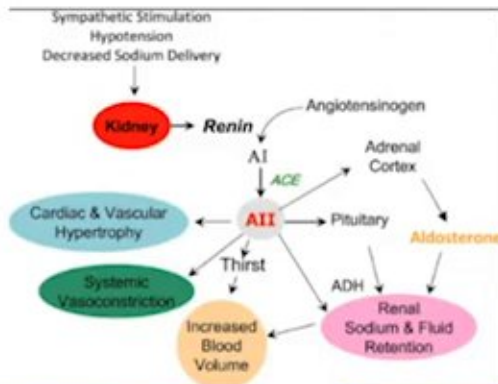 Sympathetic Stimulation
Hypotension
Decreased Sodium Delivery
Kidney
Renin
Angiotensinogen
AI
ACE
Adrenal
Cortex
Cardiac & Vascular
Hypertrophy
AII
Pituitary
Aldosterone
Systemic
Vasoconstriction
Thirst
ADH
Increased
Blood
Volume
Renal
Sodium & Fluid
Retention